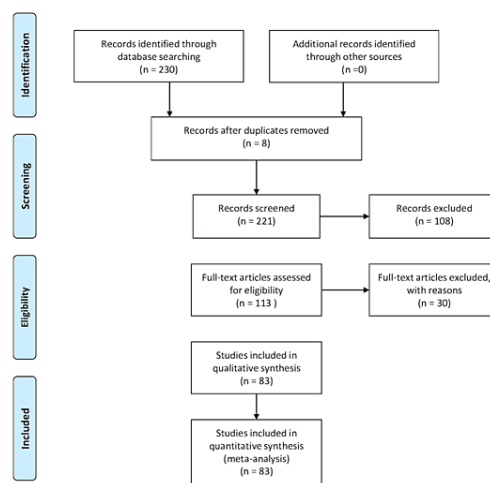 Identification
Records identified through
database searching
(n = 230)
Additional records identified
through other sources
(n =0)
Records after duplicates removed
(n = 8)
Screening
Records screened
(n = 221)
Records excluded
(n = 108)
Eligibility
Full-text articles assessed
for eligibility
(n = 113 )
Full-text articles excluded,
with reasons
(n = 30)
Studies included in
qualitative synthesis
(n = 83)
Included
Studies included in
quantitative synthesis
(meta-analysis)
(n = 83)